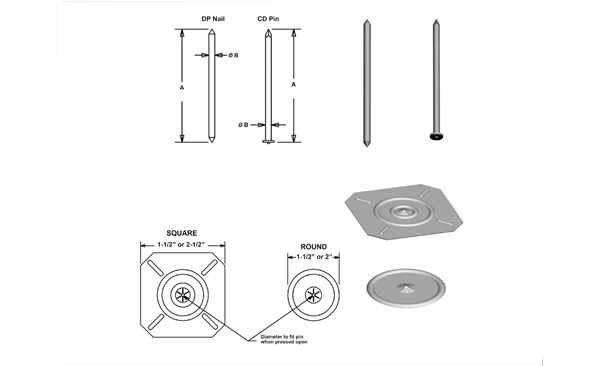 DP Nail
CD Pin
Ø B
A
A
Ø B
SQUARE
1-1/2" or 2-1/2"
ROUND
1-1/2" or 2"
Diameter to fit pin
when pressed open